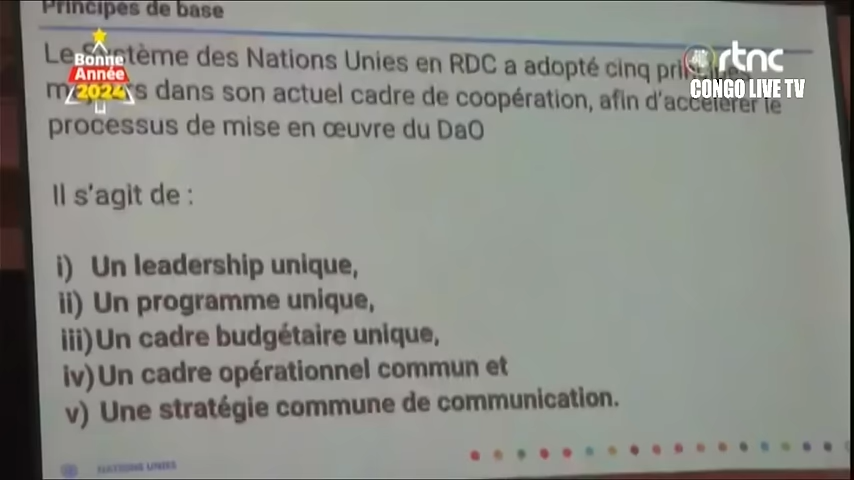 Principes de base
Le Système des Nations Unies en RDC a adopté cinq
dans son actuel cadre de coopération, afin d'accélérer le
processus de mise en œuvre du DaO
Il s'agit de :
i) Un leadership unique,
ii) Un programme unique,
iii) Un cadre budgétaire unique,
iv) Un cadre opérationnel commun et
v) Une stratégie commune de communication.
NATIONS UNIES
Bonne
Année
2024
rtnc
CONGO LIVE TV